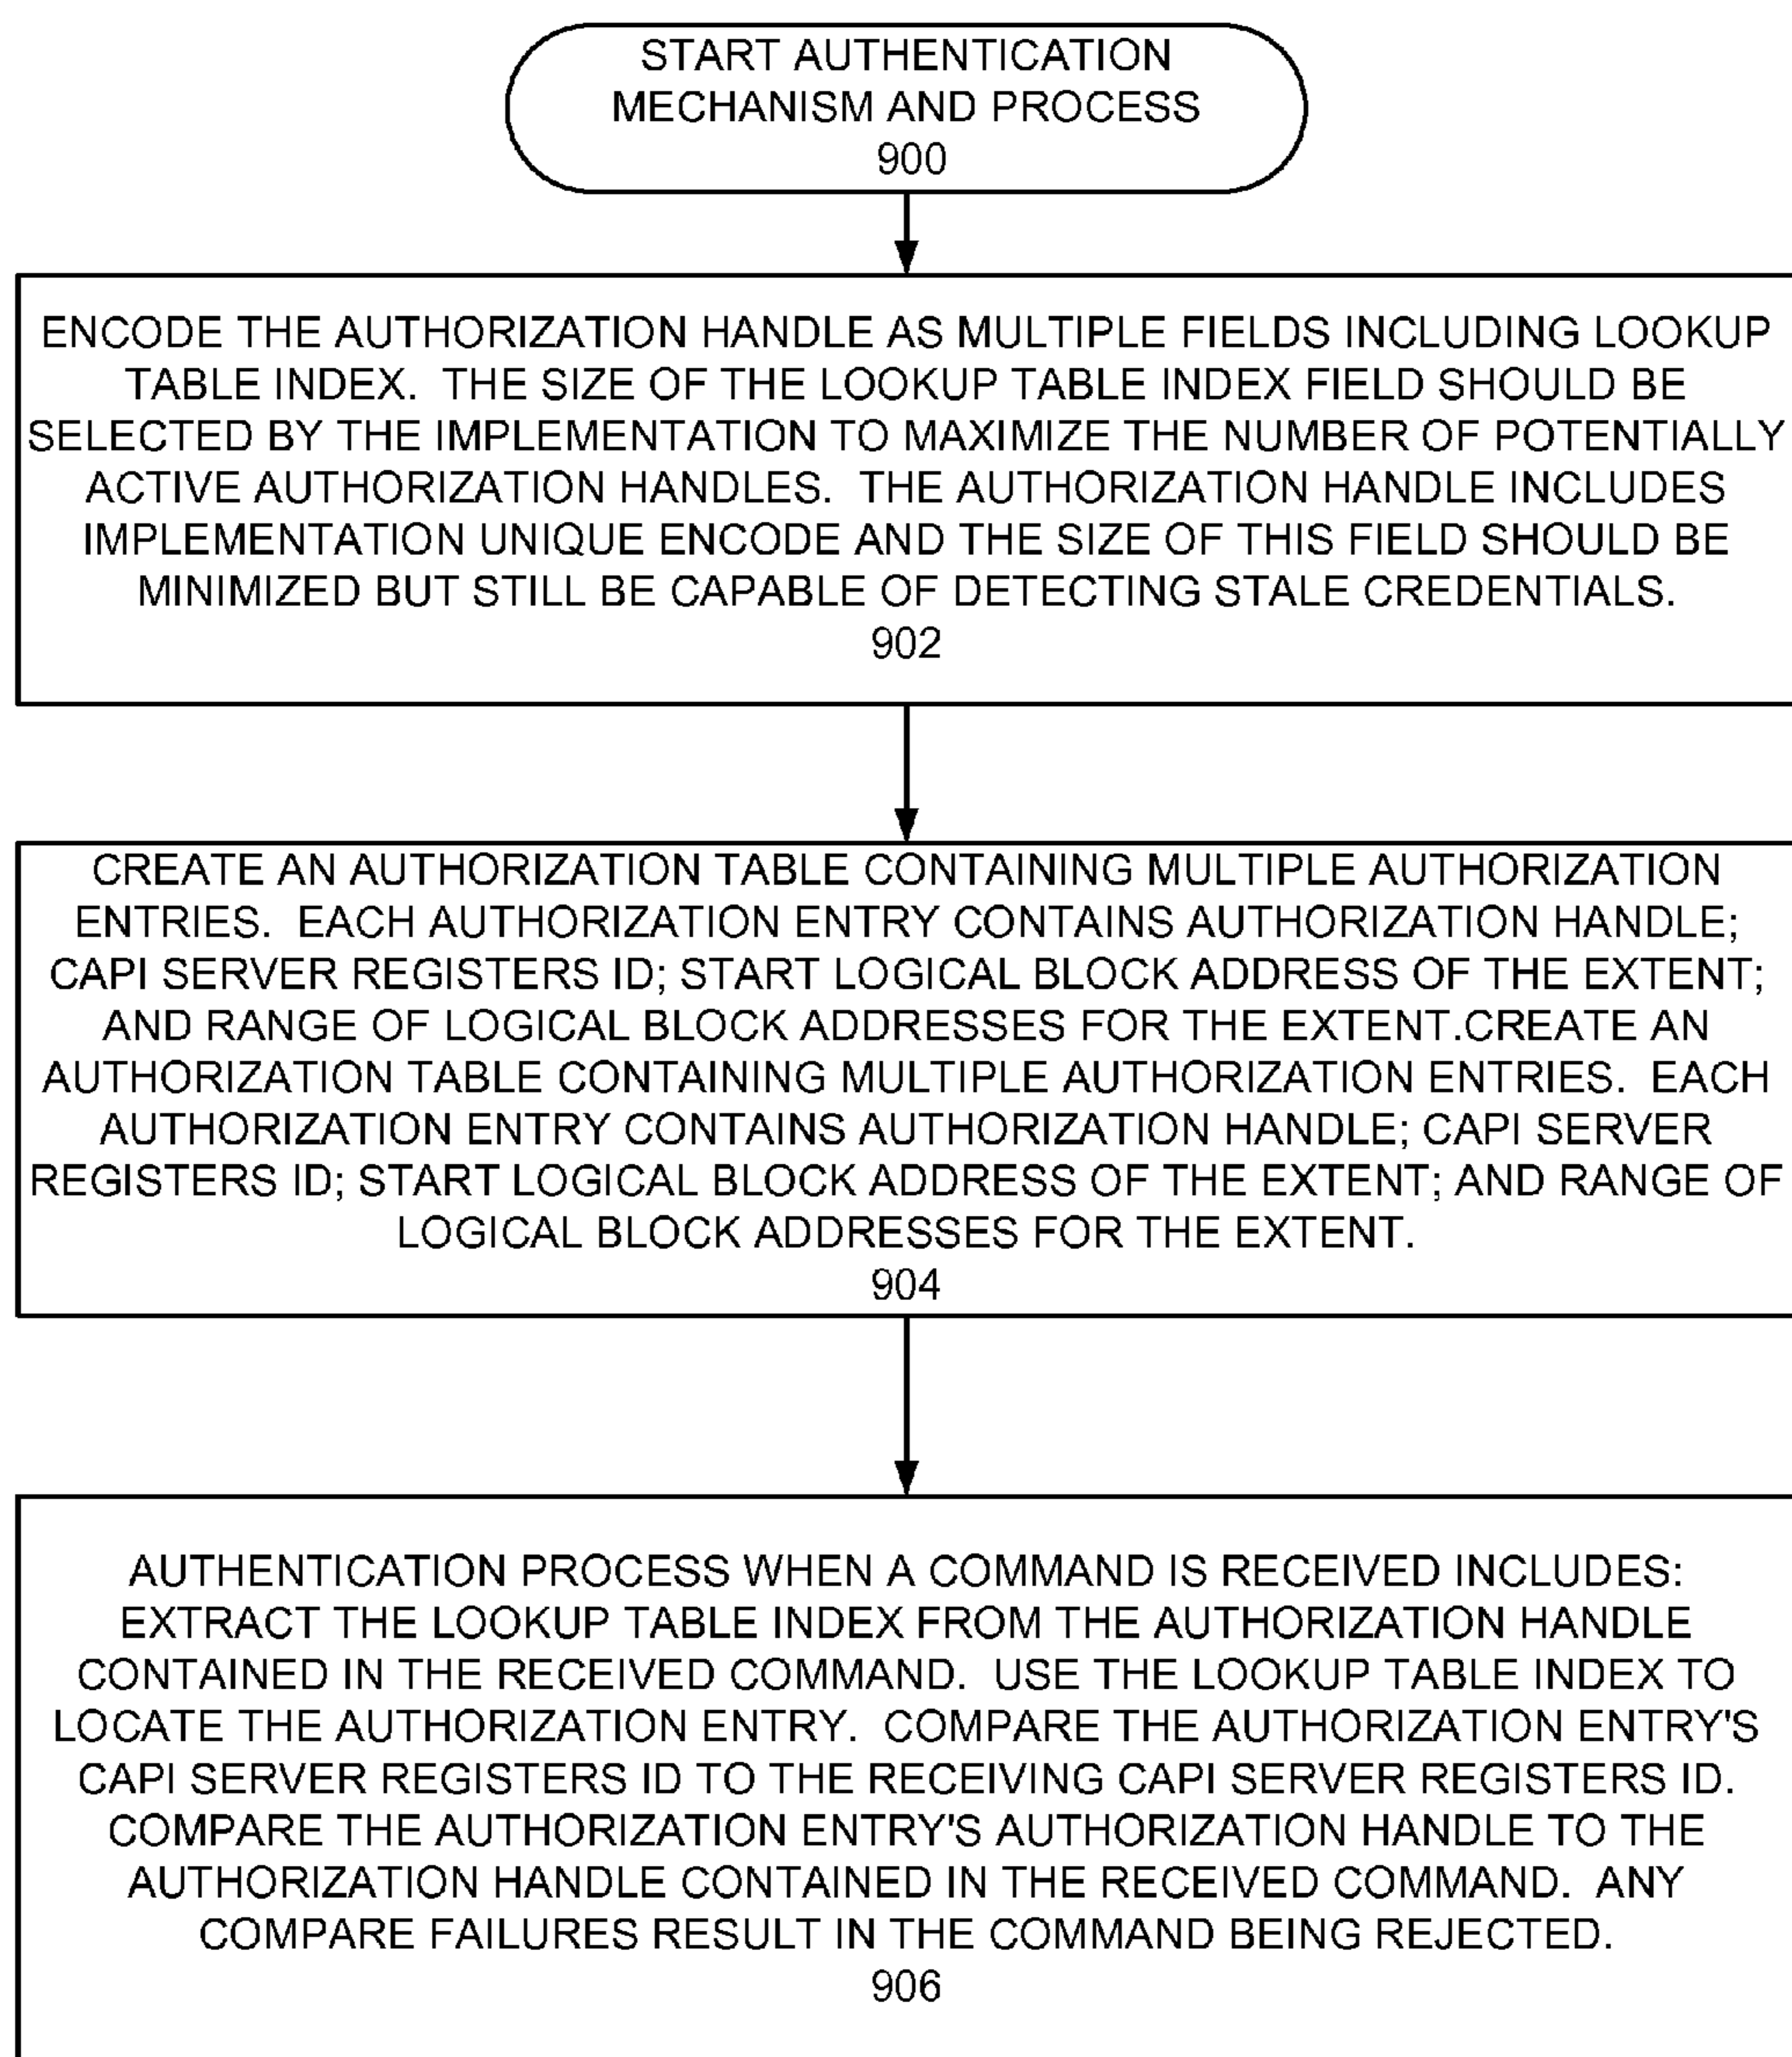 START AUTHENTICATION
MECHANISM AND PROCESS
900
ENCODE THE AUTHORIZATION HANDLE AS MULTIPLE FIELDS INCLUDING LOOKUP
TABLE INDEX.  THE SIZE OF THE LOOKUP TABLE INDEX FIELD SHOULD BE
SELECTED BY THE IMPLEMENTATION TO MAXIMIZE THE NUMBER OF POTENTIALLY
ACTIVE AUTHORIZATION HANDLES.  THE AUTHORIZATION HANDLE INCLUDES
IMPLEMENTATION UNIQUE ENCODE AND THE SIZE OF THIS FIELD SHOULD BE
MINIMIZED BUT STILL BE CAPABLE OF DETECTING STALE CREDENTIALS.
902
CREATE AN AUTHORIZATION TABLE CONTAINING MULTIPLE AUTHORIZATION
ENTRIES.  EACH AUTHORIZATION ENTRY CONTAINS AUTHORIZATION HANDLE;
CAPI SERVER REGISTERS ID; START LOGICAL BLOCK ADDRESS OF THE EXTENT;
AND RANGE OF LOGICAL BLOCK ADDRESSES FOR THE EXTENT.CREATE AN
AUTHORIZATION TABLE CONTAINING MULTIPLE AUTHORIZATION ENTRIES.  EACH
AUTHORIZATION ENTRY CONTAINS AUTHORIZATION HANDLE; CAPI SERVER
REGISTERS ID; START LOGICAL BLOCK ADDRESS OF THE EXTENT; AND RANGE OF
LOGICAL BLOCK ADDRESSES FOR THE EXTENT.
904
AUTHENTICATION PROCESS WHEN A COMMAND IS RECEIVED INCLUDES:
EXTRACT THE LOOKUP TABLE INDEX FROM THE AUTHORIZATION HANDLE
CONTAINED IN THE RECEIVED COMMAND.  USE THE LOOKUP TABLE INDEX TO
LOCATE THE AUTHORIZATION ENTRY.  COMPARE THE AUTHORIZATION ENTRY'S
CAPI SERVER REGISTERS ID TO THE RECEIVING CAPI SERVER REGISTERS ID.
COMPARE THE AUTHORIZATION ENTRY'S AUTHORIZATION HANDLE TO THE
AUTHORIZATION HANDLE CONTAINED IN THE RECEIVED COMMAND.  ANY
COMPARE FAILURES RESULT IN THE COMMAND BEING REJECTED.
906